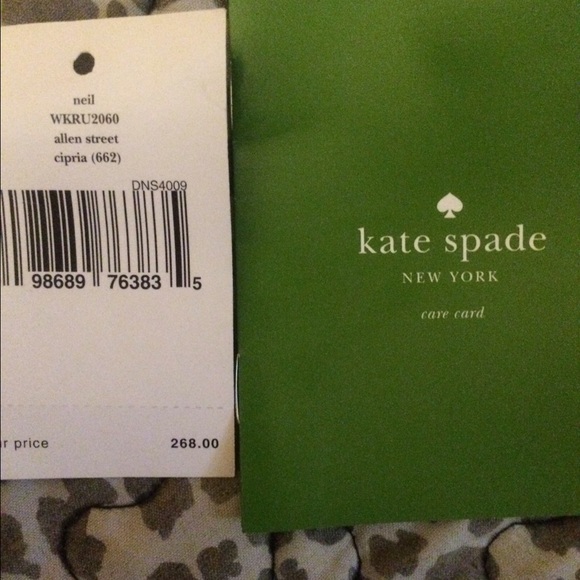 neil
WKRU2060
allen street
cipria (662)
DNS4009
98689 76383 5
price 268.00
kate spade
NEW YORK
care card